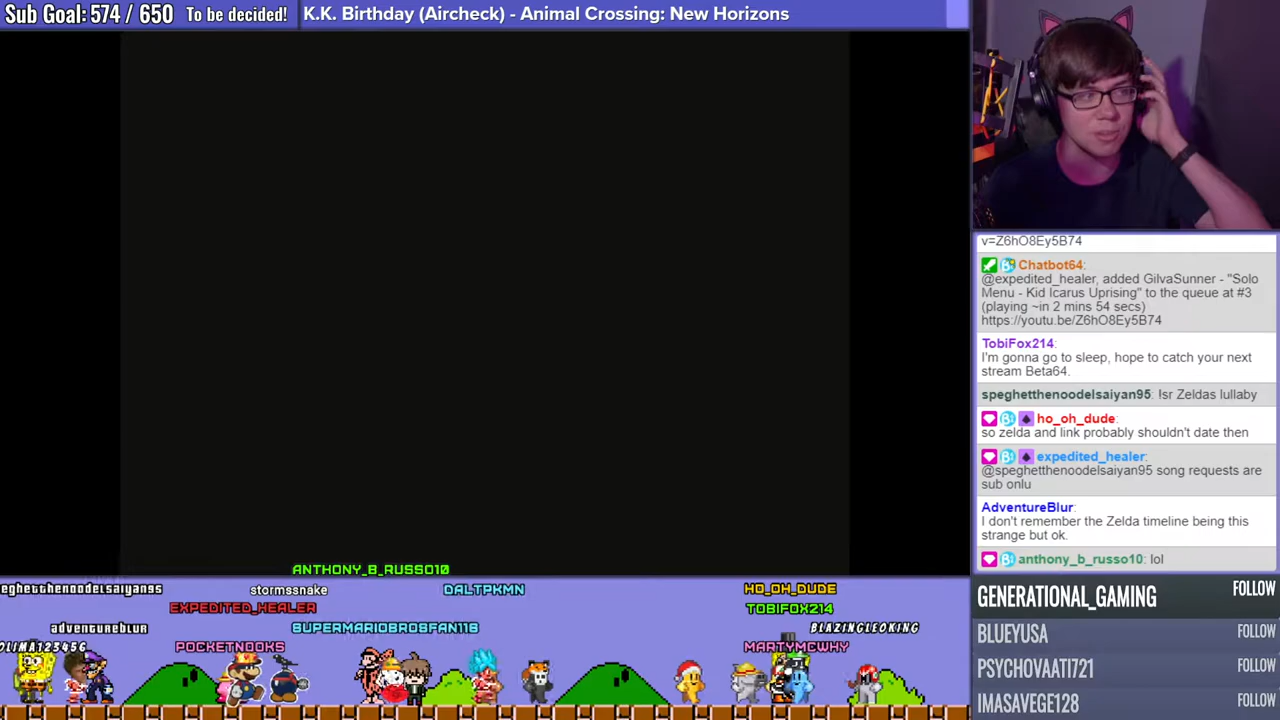 Sub Goal: 574 / 650 To be decided! K.K. Birthday (Aircheck) - Animal Crossing: New Horizons
v=Z6hO8Ey5B74
Chatbot64:
@expedited_healer, added GilvaSunner - "Solo
Menu - Kid Icarus Uprising" to the queue at #3
(playing ~in 2 mins 54 secs)
https://youtu.be/Z6hO8Ey5B74
TobiFox214:
I'm gonna go to sleep, hope to catch your next
stream Beta64.
speghetthenoodelsaiyan95: !sr Zeldas lullaby
ho_oh_dude:
so zelda and link probably shouldn't date then
expedited_healer:
@speghetthenoodelsaiyan95 song requests are
sub onlu
AdventureBlur:
I don't remember the Zelda timeline being this
strange but ok.
anthony_b_russo10: lol
ANTHONY_B_RUSSO10
eghetthenoodelsaiyan95 stormssnake DALTPKMN HO_OH_DUDE
EXPEDITED_HEALER TOBIFOX214
adventureblur SUPERMARIOBROSFAN118 BLAZINGLEOKING
OLIMA123456 POCKETNOOKS MARTYMCWHY
GENERATIONAL_GAMING FOLLOW
BLUEYUSA FOLLOW
PSYCHOVAATI721 FOLLOW
IMASAVEGE128 FOLLOW